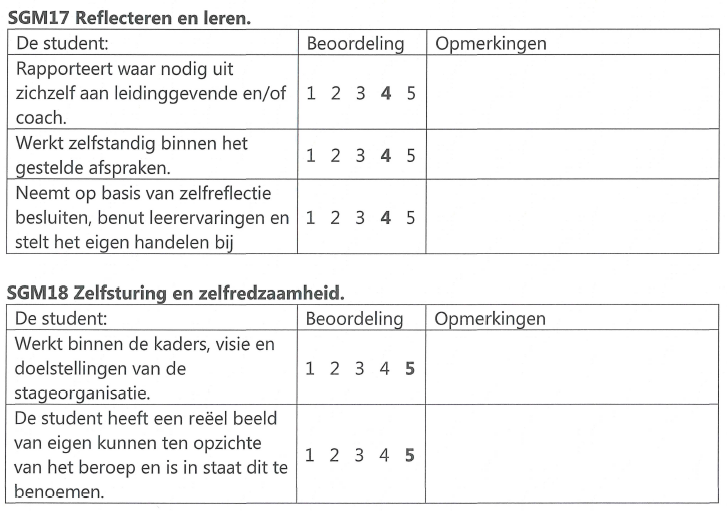 SGM17 Reflecteren en leren.
De student: Beoordeling Opmerkingen
Rapporteert waar nodig uit
zichzelf aan leidinggevende en/of 1 2 3 4 5
coach.
Werkt zelfstandig binnen het
gestelde afspraken. 1 2 3 4 5
Neemt op basis van zelfreflectie
besluiten, benut leerervaringen en 1 2 3 4 5
stelt het eigen handelen bij
SGM18 Zelfsturing en zelfredzaamheid.
De student: Beoordeling Opmerkingen
Werkt binnen de kaders, visie en
doelstellingen van de 1 2 3 4 5
stageorganisatie.
De student heeft een reëel beeld
van eigen kunnen ten opzichte
van het beroep en is in staat dit te 1 2 3 4 5
benoemen.